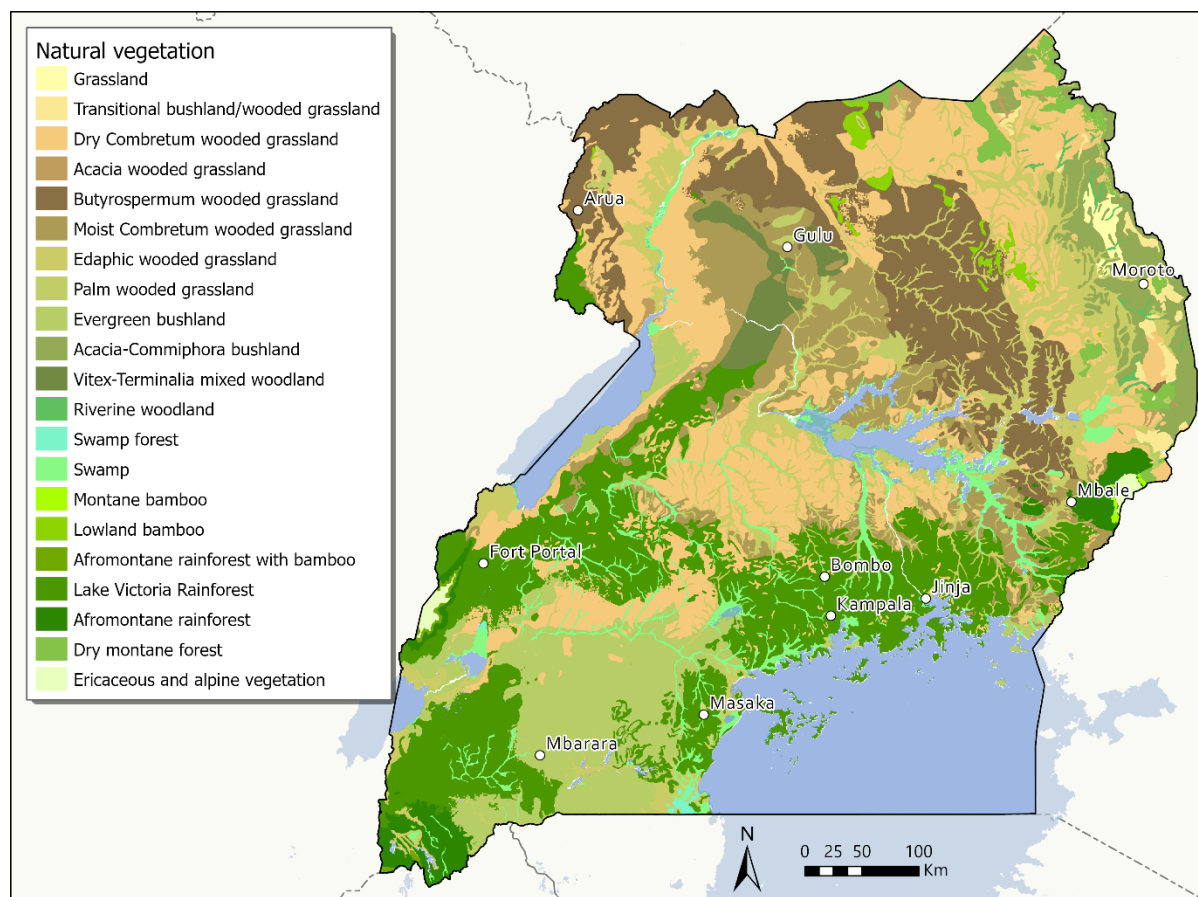 Natural vegetation
Grassland
Transitional bushland/wooded grassland
Dry Combretum wooded grassland
Acacia wooded grassland
Butyrospermum wooded grassland
Moist Combretum wooded grassland
Edaphic wooded grassland
Palm wooded grassland
Evergreen bushland
Acacia-Commiphora bushland
Vitex-Terminalia mixed woodland
Riverine woodland
Swamp forest
Swamp
Montane bamboo
Lowland bamboo
Afromontane rainforest with bamboo
Lake Victoria Rainforest
Afromontane rainforest
Dry montane forest
Ericaceous and alpine vegetation
Arua
Gulu
Moroto
Mbale
Fort Portal
Bombo
Jinja
Kampala
Masaka
Mbarara
N
0 25 50 100
Km